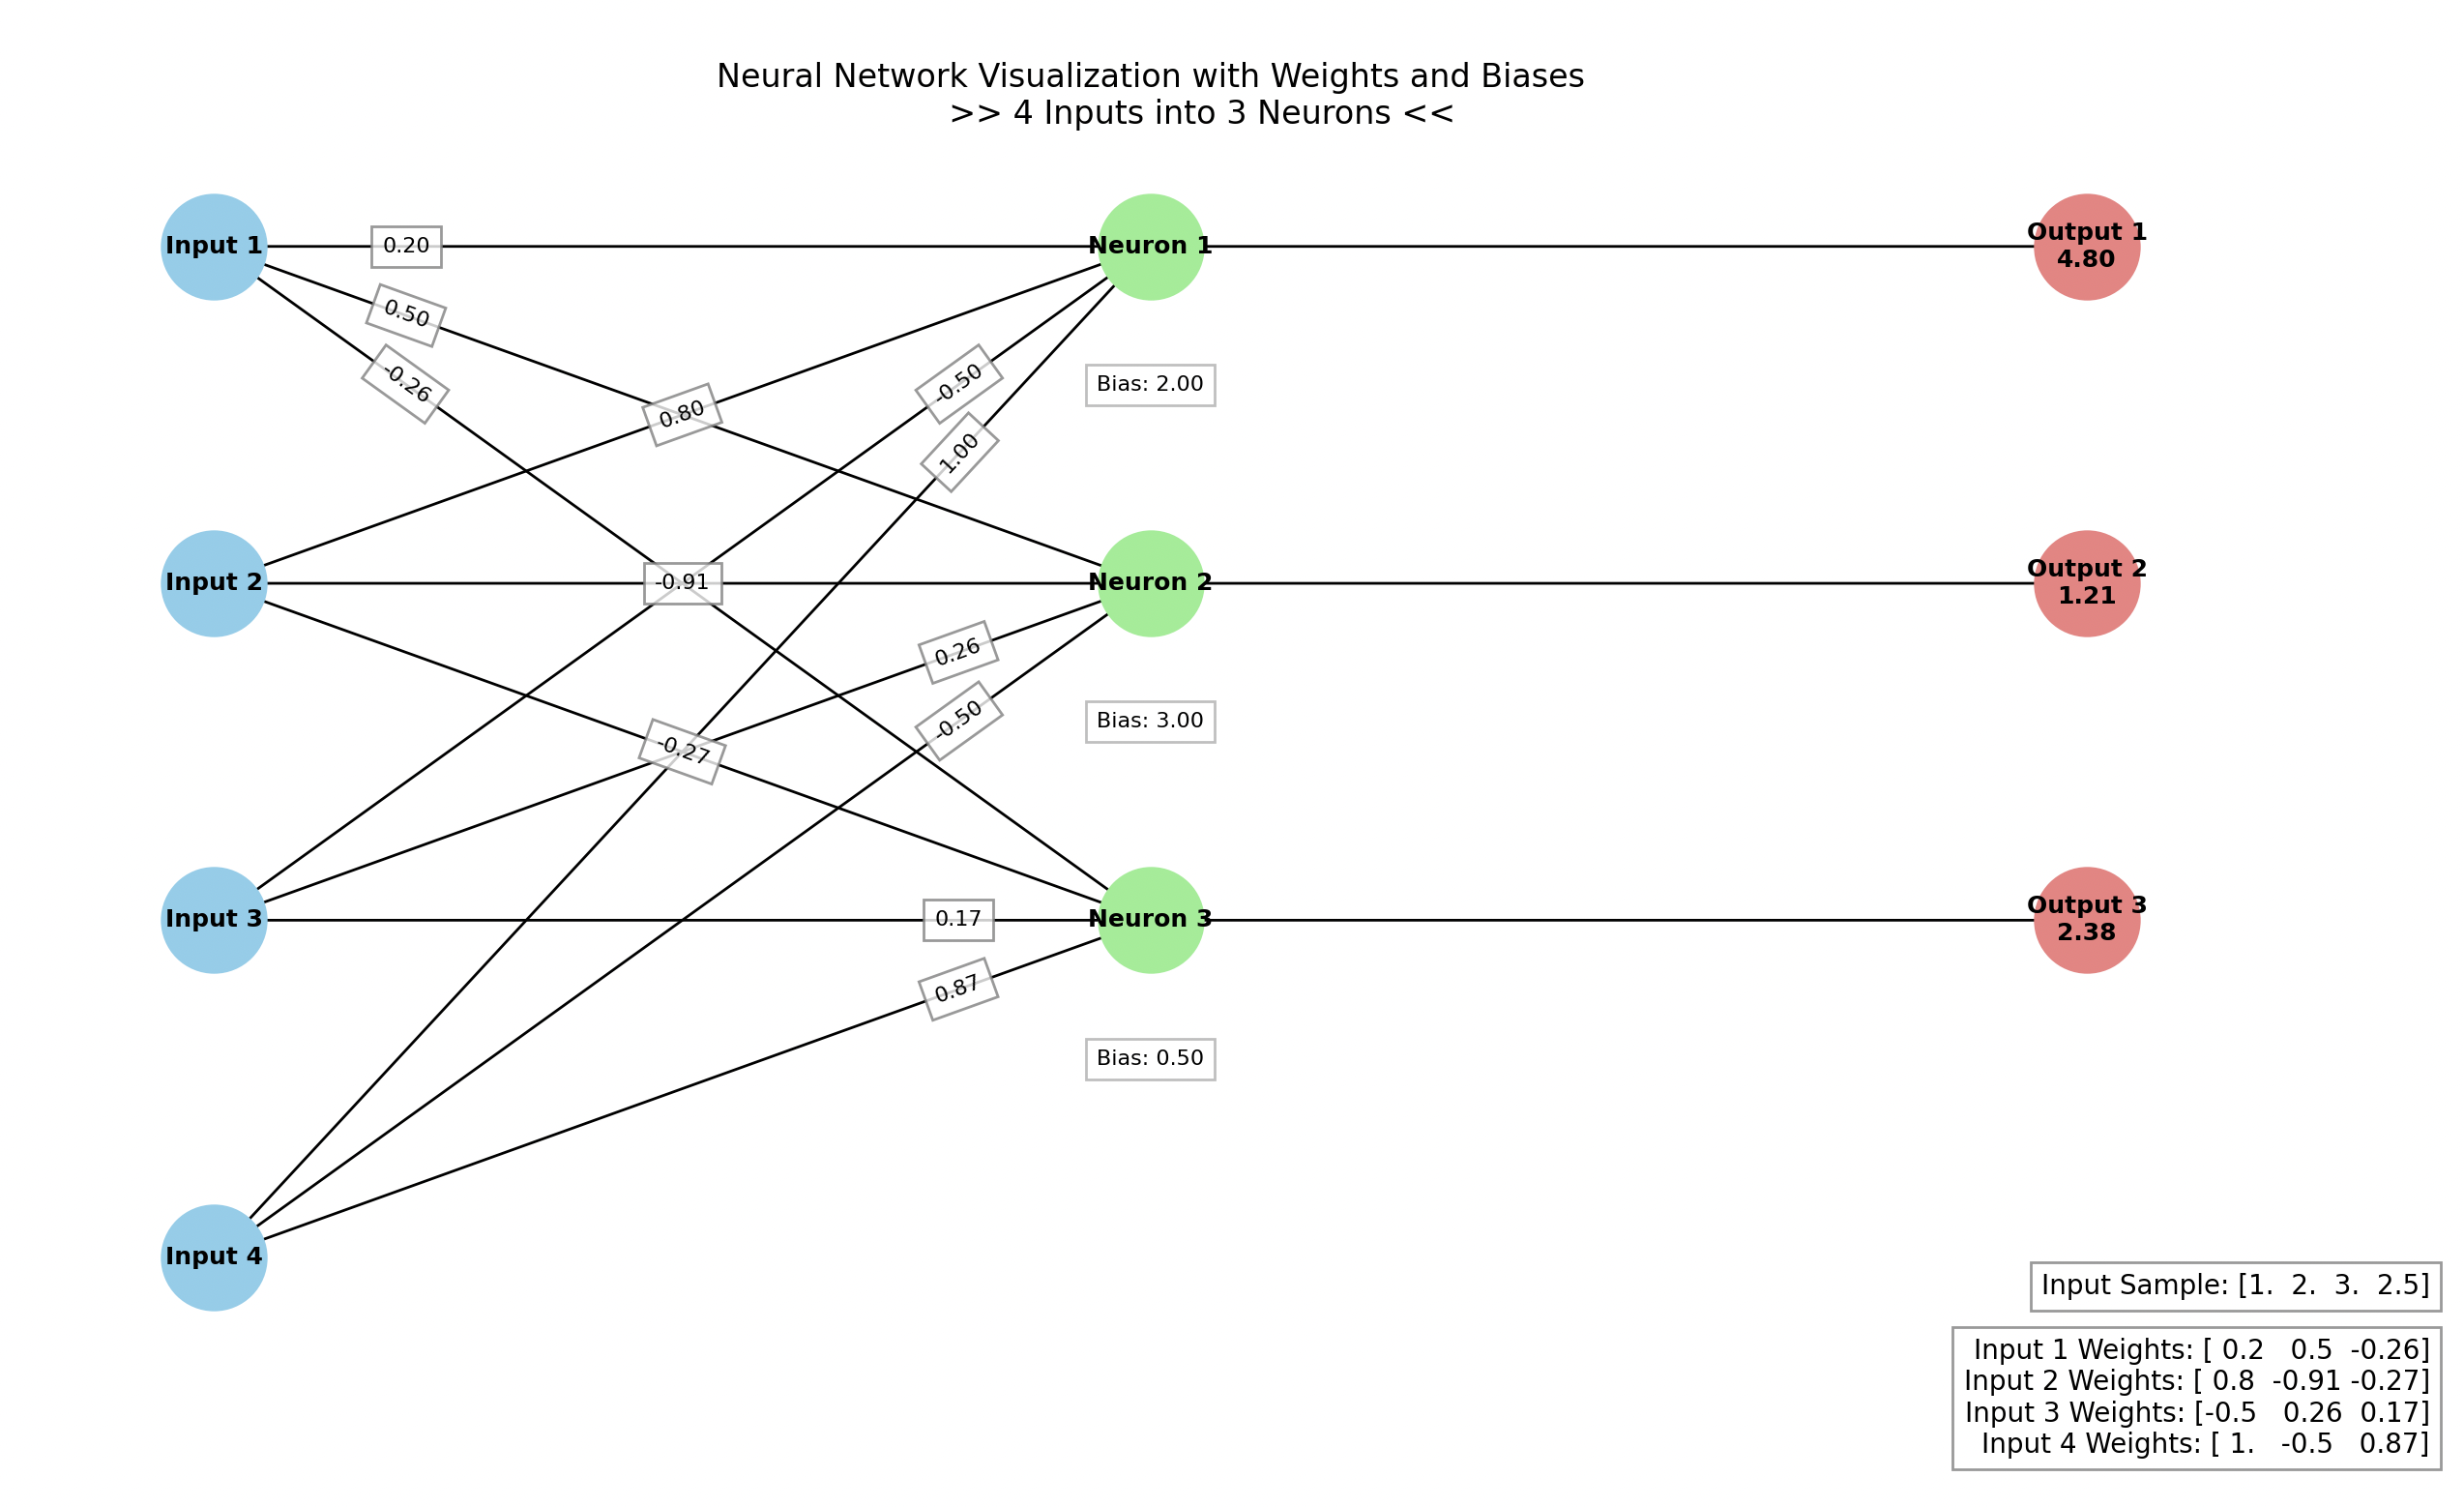 Neural Network Visualization with Weights and Biases
>> 4 Inputs into 3 Neurons <<
Input 1
0.20
Neuron 1
Output 1
4.80
0.50
-0.26
0.80
-0.50
1.00
Bias: 2.00
Input 2
-0.91
Neuron 2
Output 2
1.21
0.26
-0.50
-0.27
Bias: 3.00
Input 3
0.17
Neuron 3
Output 3
2.38
0.87
Bias: 0.50
Input 4
Input Sample: [1.  2.  3.  2.5]
Input 1 Weights: [ 0.2   0.5  -0.26]
Input 2 Weights: [ 0.8  -0.91 -0.27]
Input 3 Weights: [-0.5   0.26  0.17]
Input 4 Weights: [ 1.   -0.5   0.87]